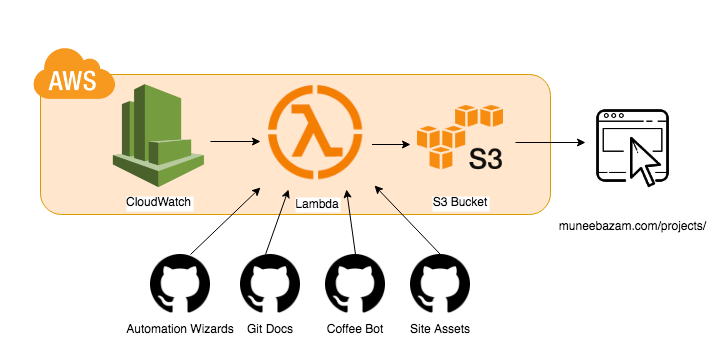 AWS
S3
CloudWatch
Lambda
S3 Bucket
muneebazam.com/projects/
Automation Wizards
Git Docs
Coffee Bot
Site Assets